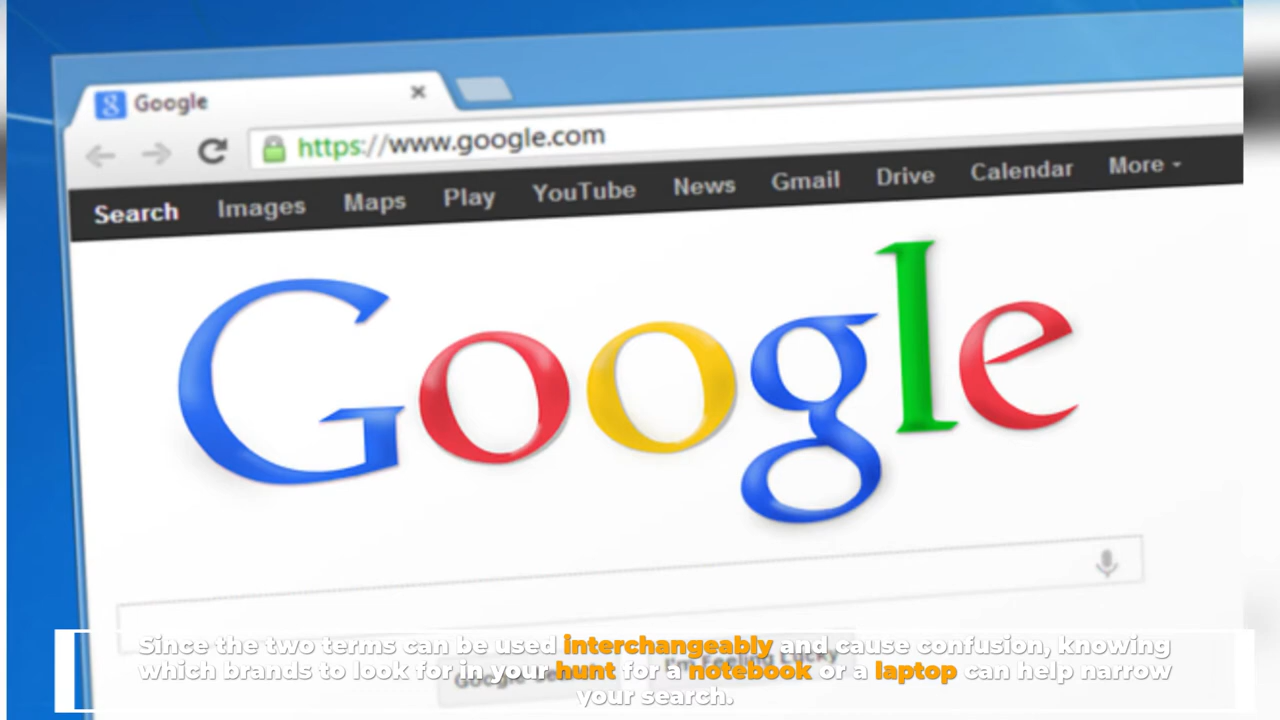 Google
https://www.google.com
Search Images Maps Play YouTube News Gmail Drive Calendar More
Google
I'm Feeling Lucky
Since the two terms can be used interchangeably and cause confusion, knowing
which brands to look for in your hunt for a notebook or a laptop can help narrow
your search.